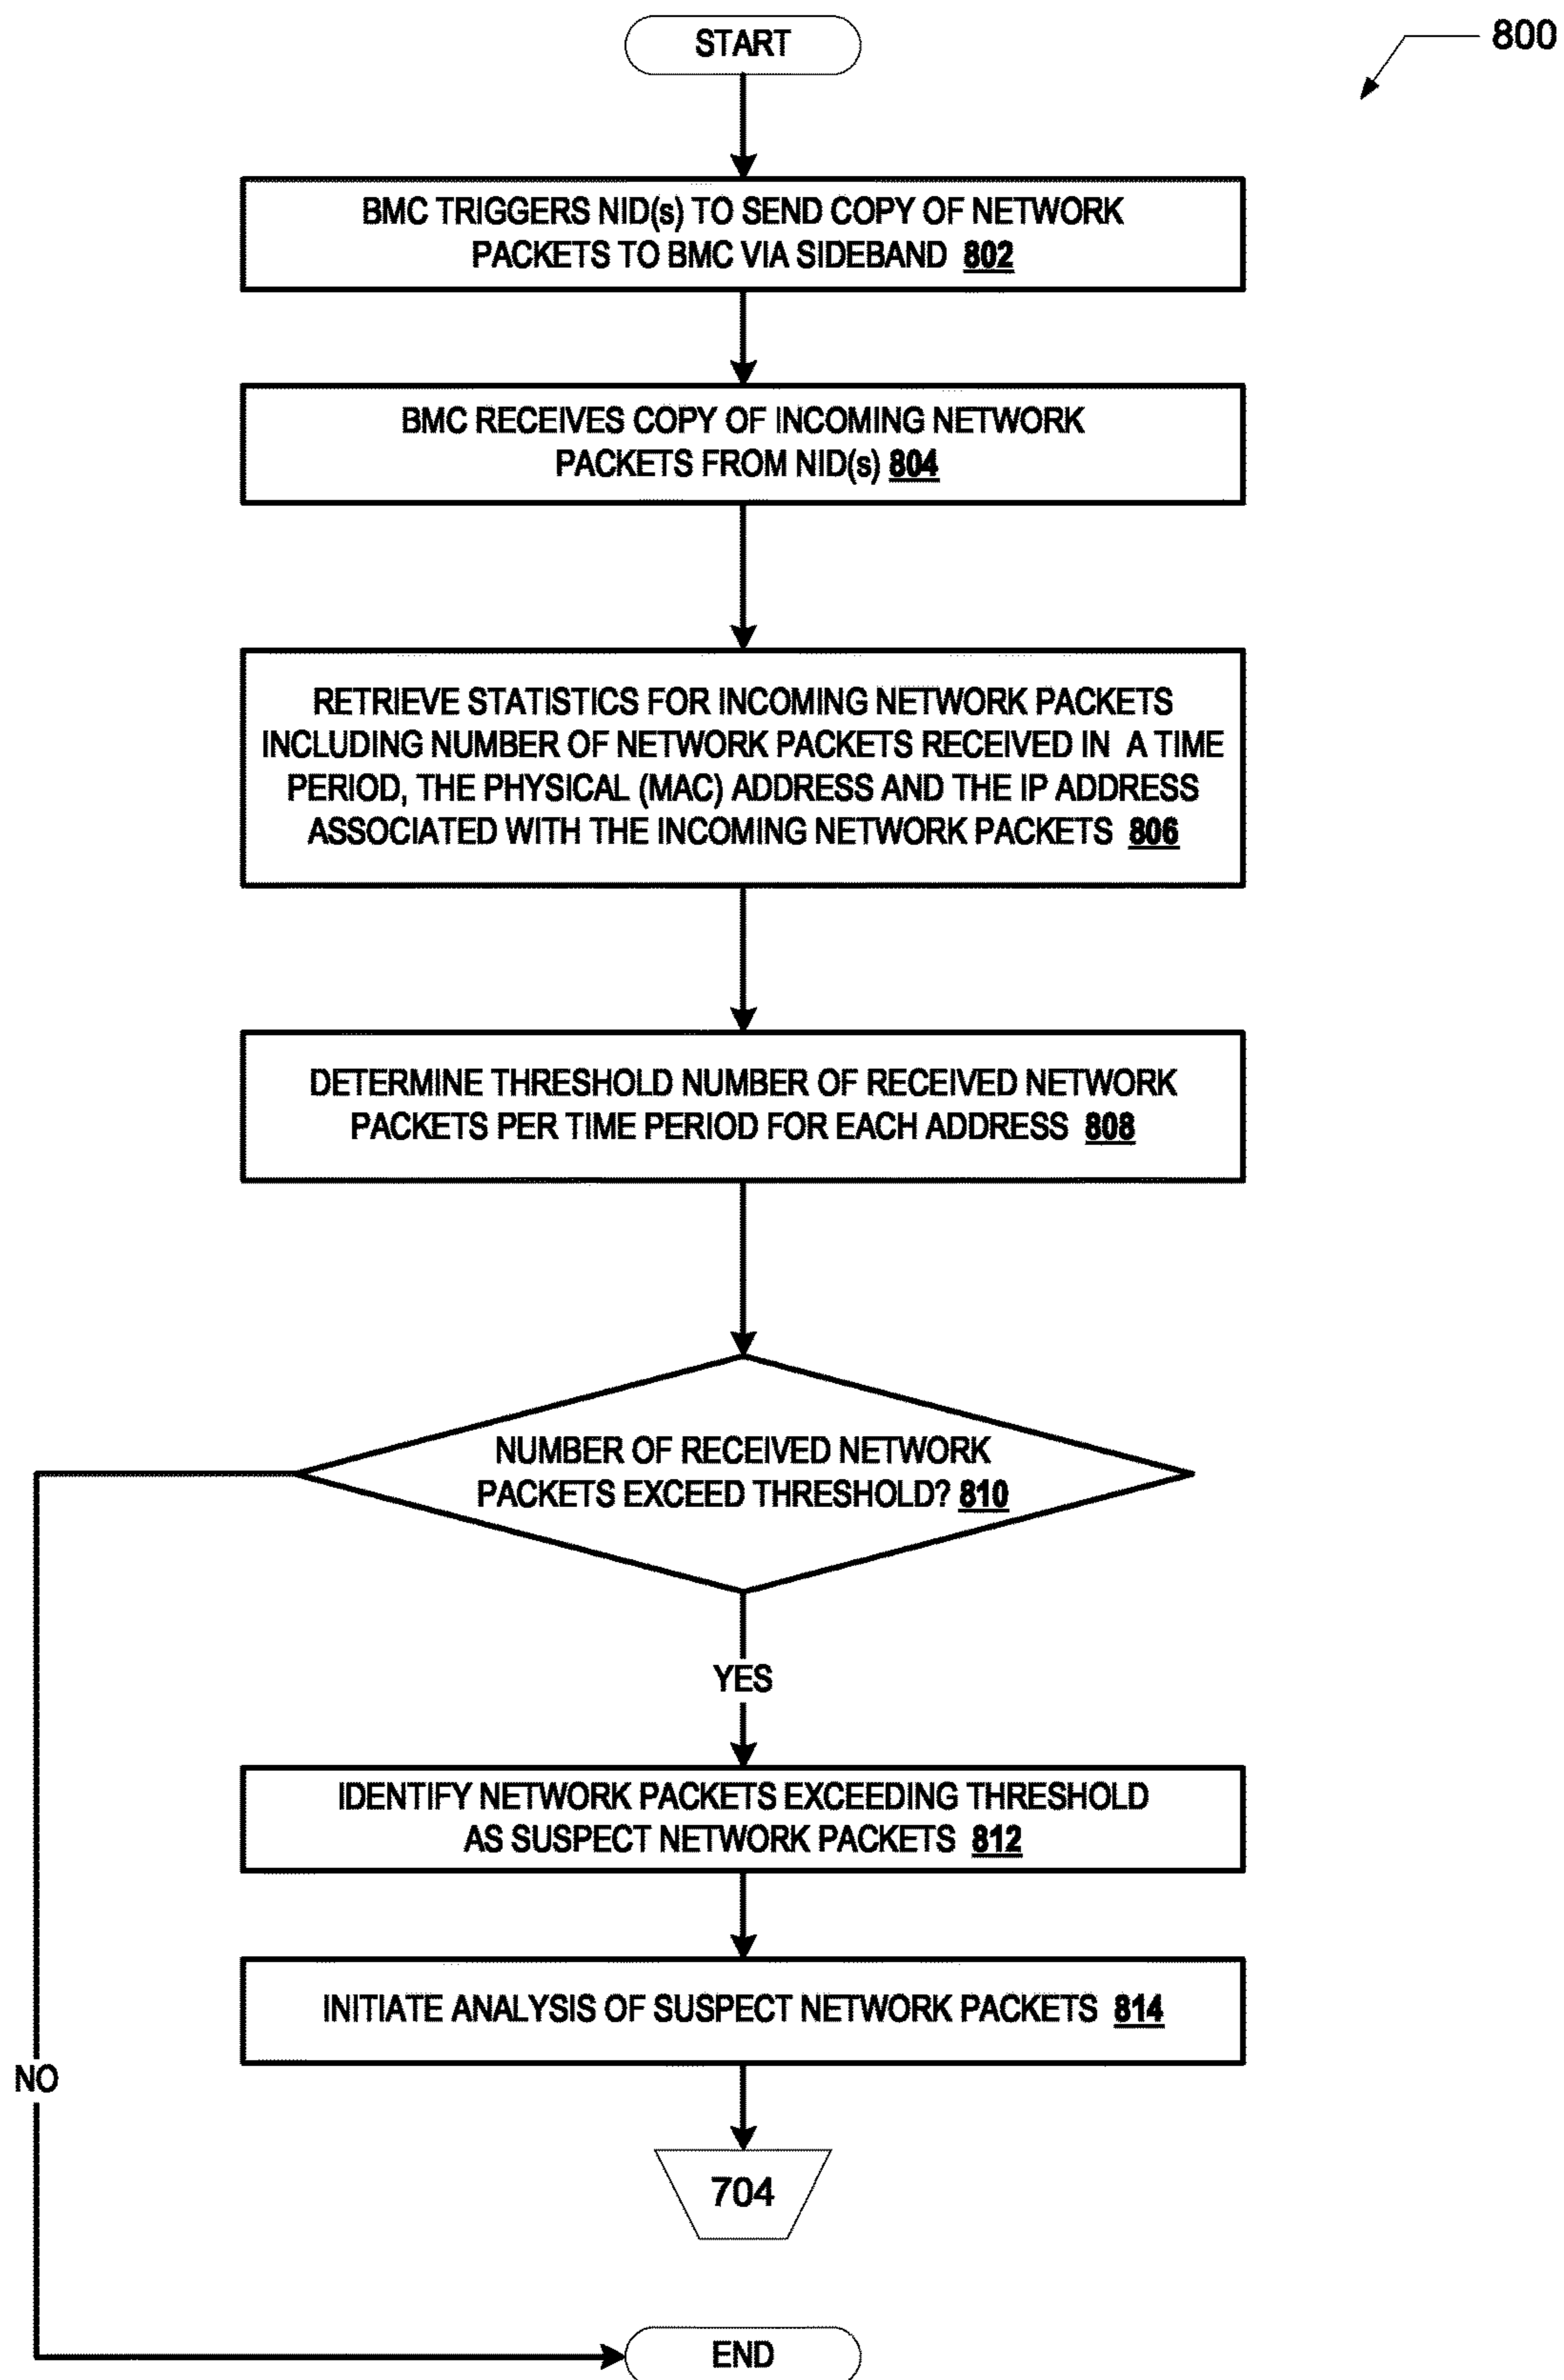 START
800
BMC TRIGGERS NID(s) TO SEND COPY OF NETWORK
PACKETS TO BMC VIA SIDEBAND 802
BMC RECEIVES COPY OF INCOMING NETWORK
PACKETS FROM NID(s) 804
RETRIEVE STATISTICS FOR INCOMING NETWORK PACKETS
INCLUDING NUMBER OF NETWORK PACKETS RECEIVED IN A TIME
PERIOD, THE PHYSICAL (MAC) ADDRESS AND THE IP ADDRESS
ASSOCIATED WITH THE INCOMING NETWORK PACKETS 806
DETERMINE THRESHOLD NUMBER OF RECEIVED NETWORK
PACKETS PER TIME PERIOD FOR EACH ADDRESS 808
NUMBER OF RECEIVED NETWORK
PACKETS EXCEED THRESHOLD? 810
YES
IDENTIFY NETWORK PACKETS EXCEEDING THRESHOLD
AS SUSPECT NETWORK PACKETS 812
INITIATE ANALYSIS OF SUSPECT NETWORK PACKETS 814
NO
704
END